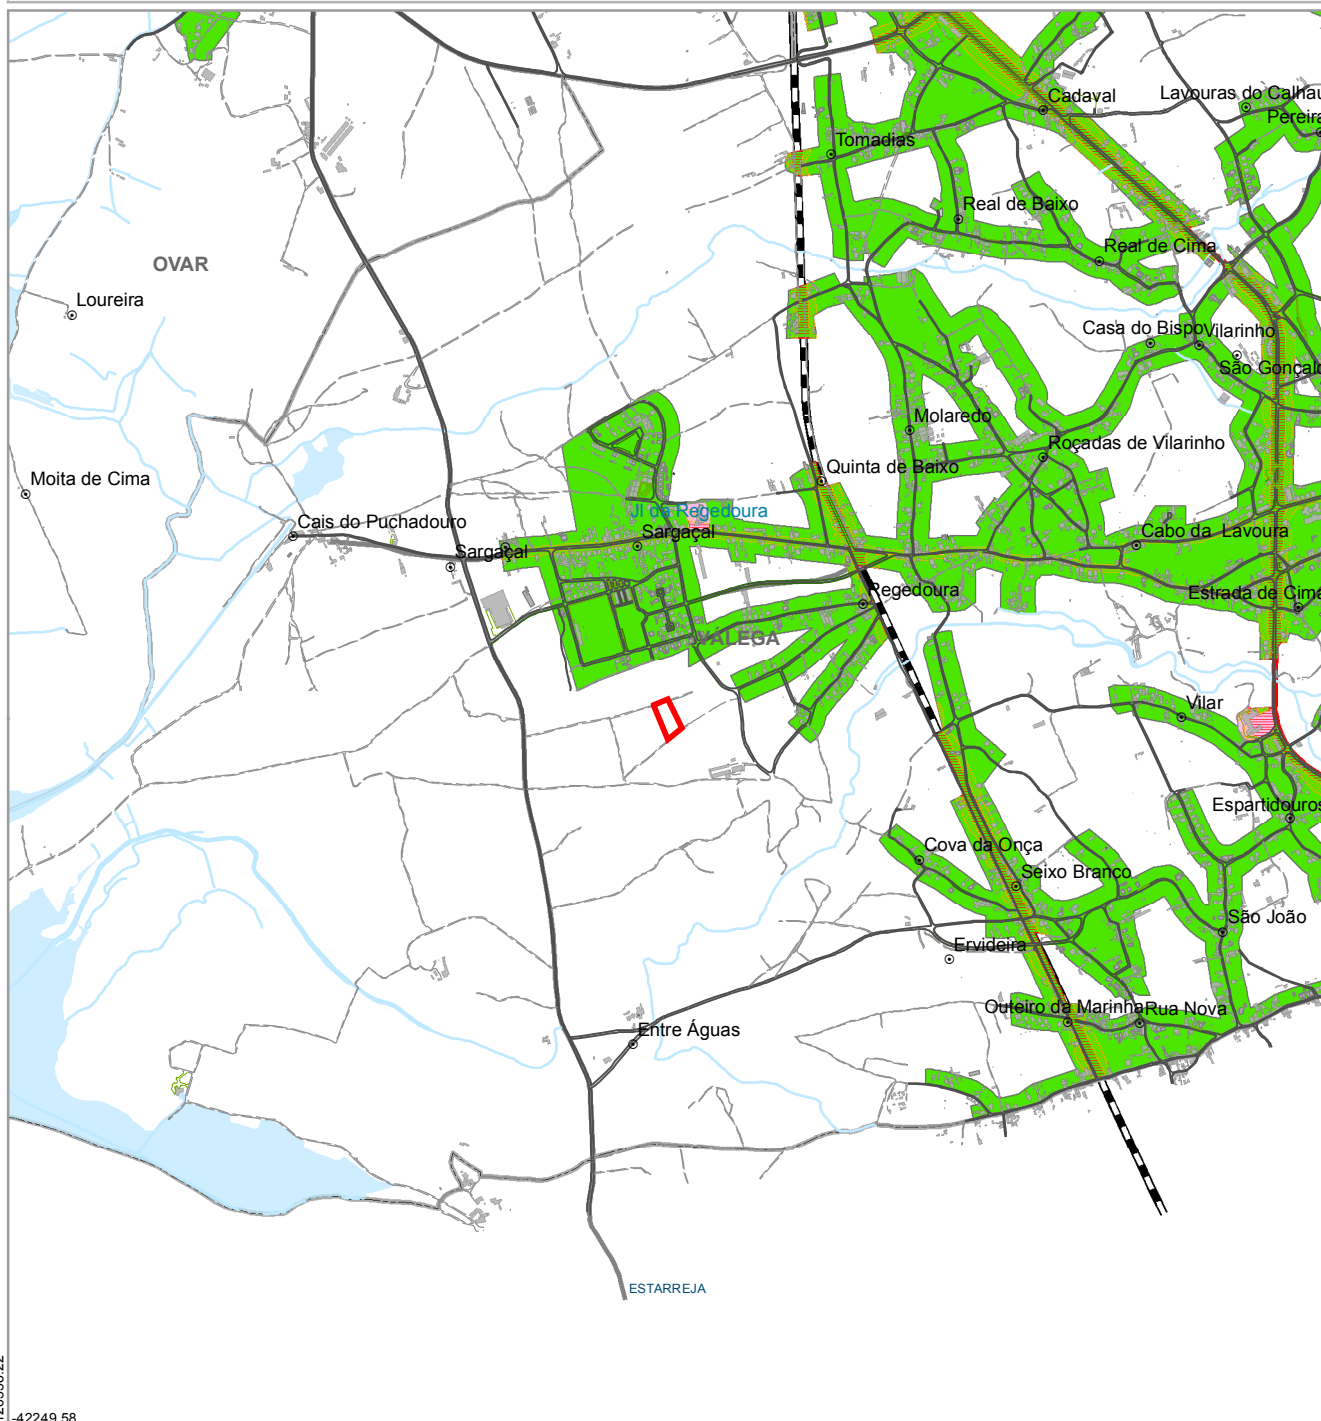 Cadaval
Lavouras do Calhau
Pereira
Tomadias
Real de Baixo
Real de Cima
OVAR
Loureira
Casa do Bispo
Vilarinho
São Gonçalo
Molaredo
Roçadas de Vilarinho
Quinta de Baixo
Moita de Cima
JI da Regedoura
Cais do Puchadouro
Sargaçal
Sargaçal
Cabo da Lavoura
Regedoura
Estrada de Cima
VÁLEGA
Vilar
Espartidouros
Cova da Onça
Seixo Branco
São João
Ervideira
Outeiro da Marinha
Rua Nova
Entre Águas
ESTARREJA
-42249.58